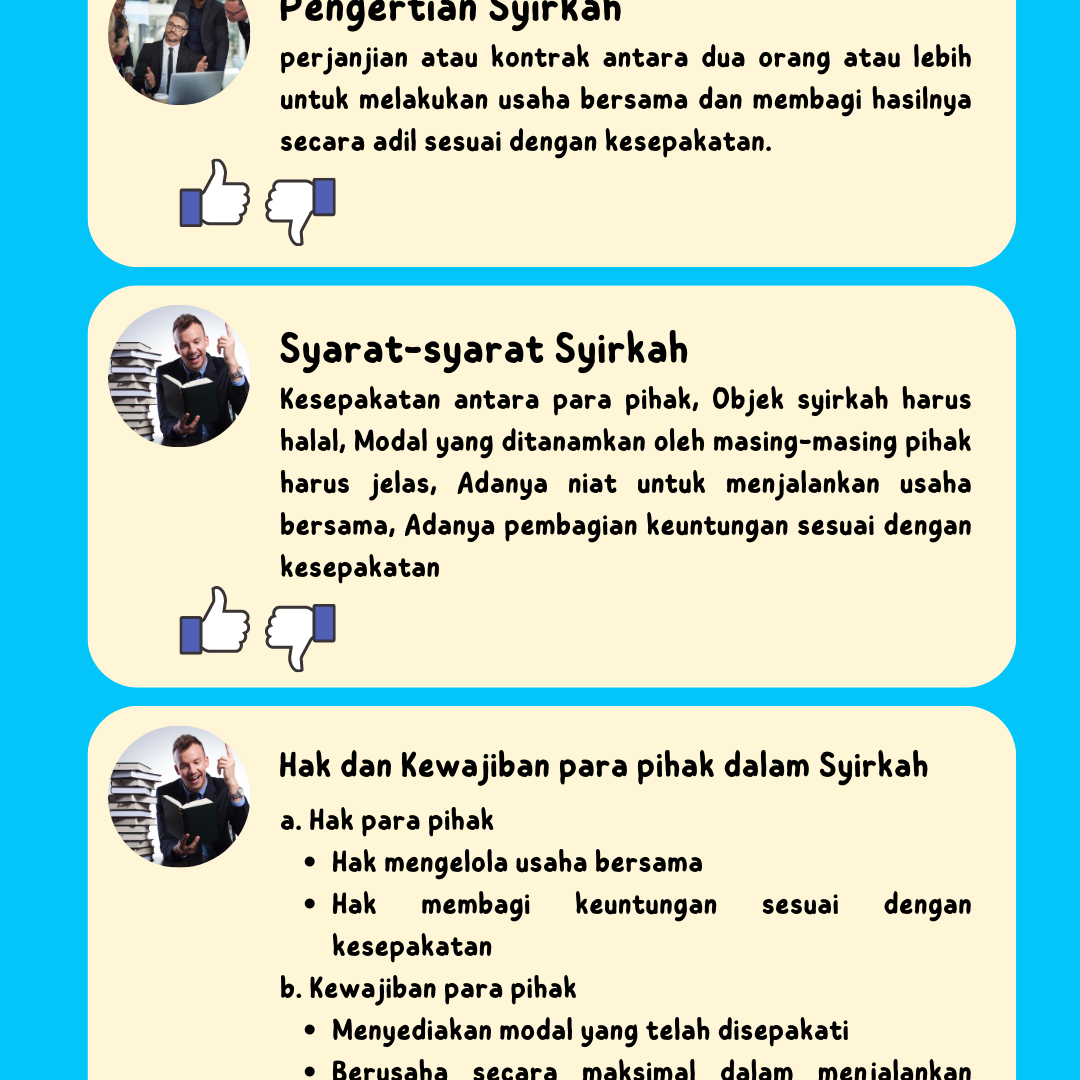 Pengertian Syirkah
perjanjian atau kontrak antara dua orang atau lebih
untuk melakukan usaha bersama dan membagi hasilnya
secara adil sesuai dengan kesepakatan.
Syarat-syarat Syirkah
Kesepakatan antara para pihak, Objek syirkah harus
halal, Modal yang ditanamkan oleh masing-masing pihak
harus jelas, Adanya niat untuk menjalankan usaha
bersama, Adanya pembagian keuntungan sesuai dengan
kesepakatan
Hak dan Kewajiban para pihak dalam Syirkah
a. Hak para pihak
• Hak mengelola usaha bersama
• Hak membagi keuntungan sesuai dengan
kesepakatan
b. Kewajiban para pihak
• Menyediakan modal yang telah disepakati
• Berusaha secara maksimal dalam menjalankan